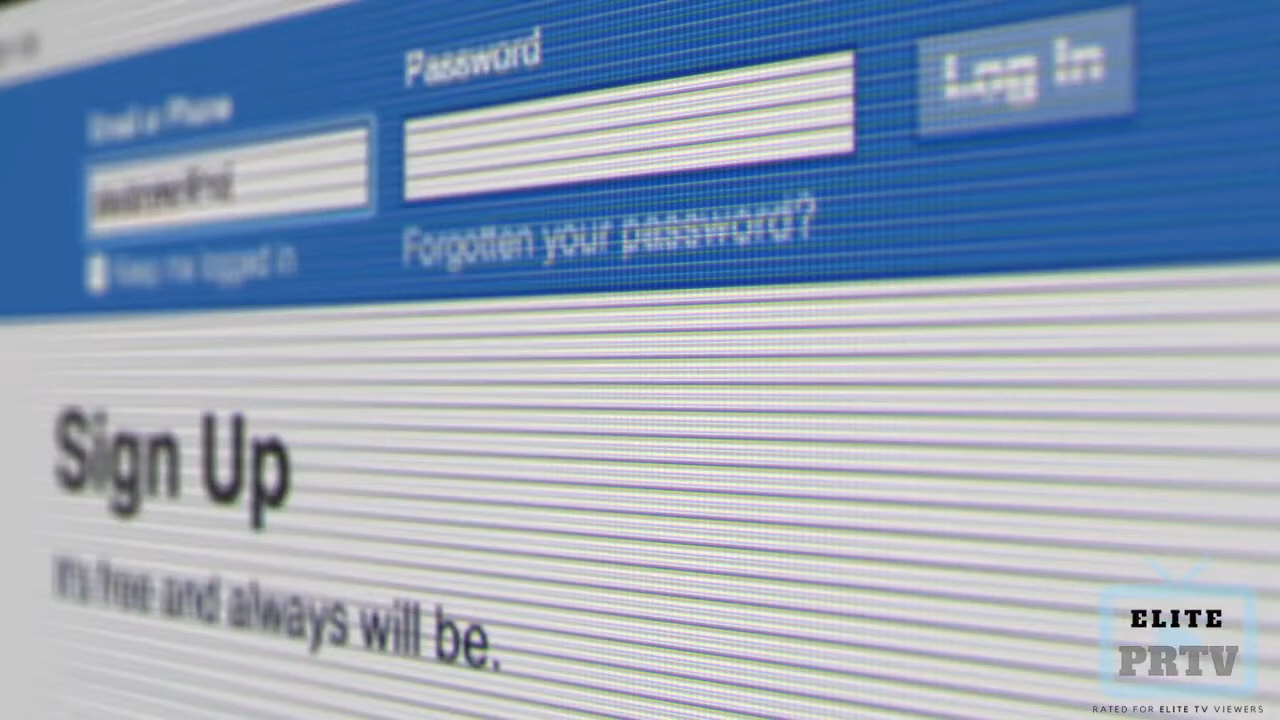 Email or Phone
Password
Log In
Keep me logged in
Forgotten your password?
Sign Up
It's free and always will be.
ELITE
PRTV
RATED FOR ELITE TV VIEWERS